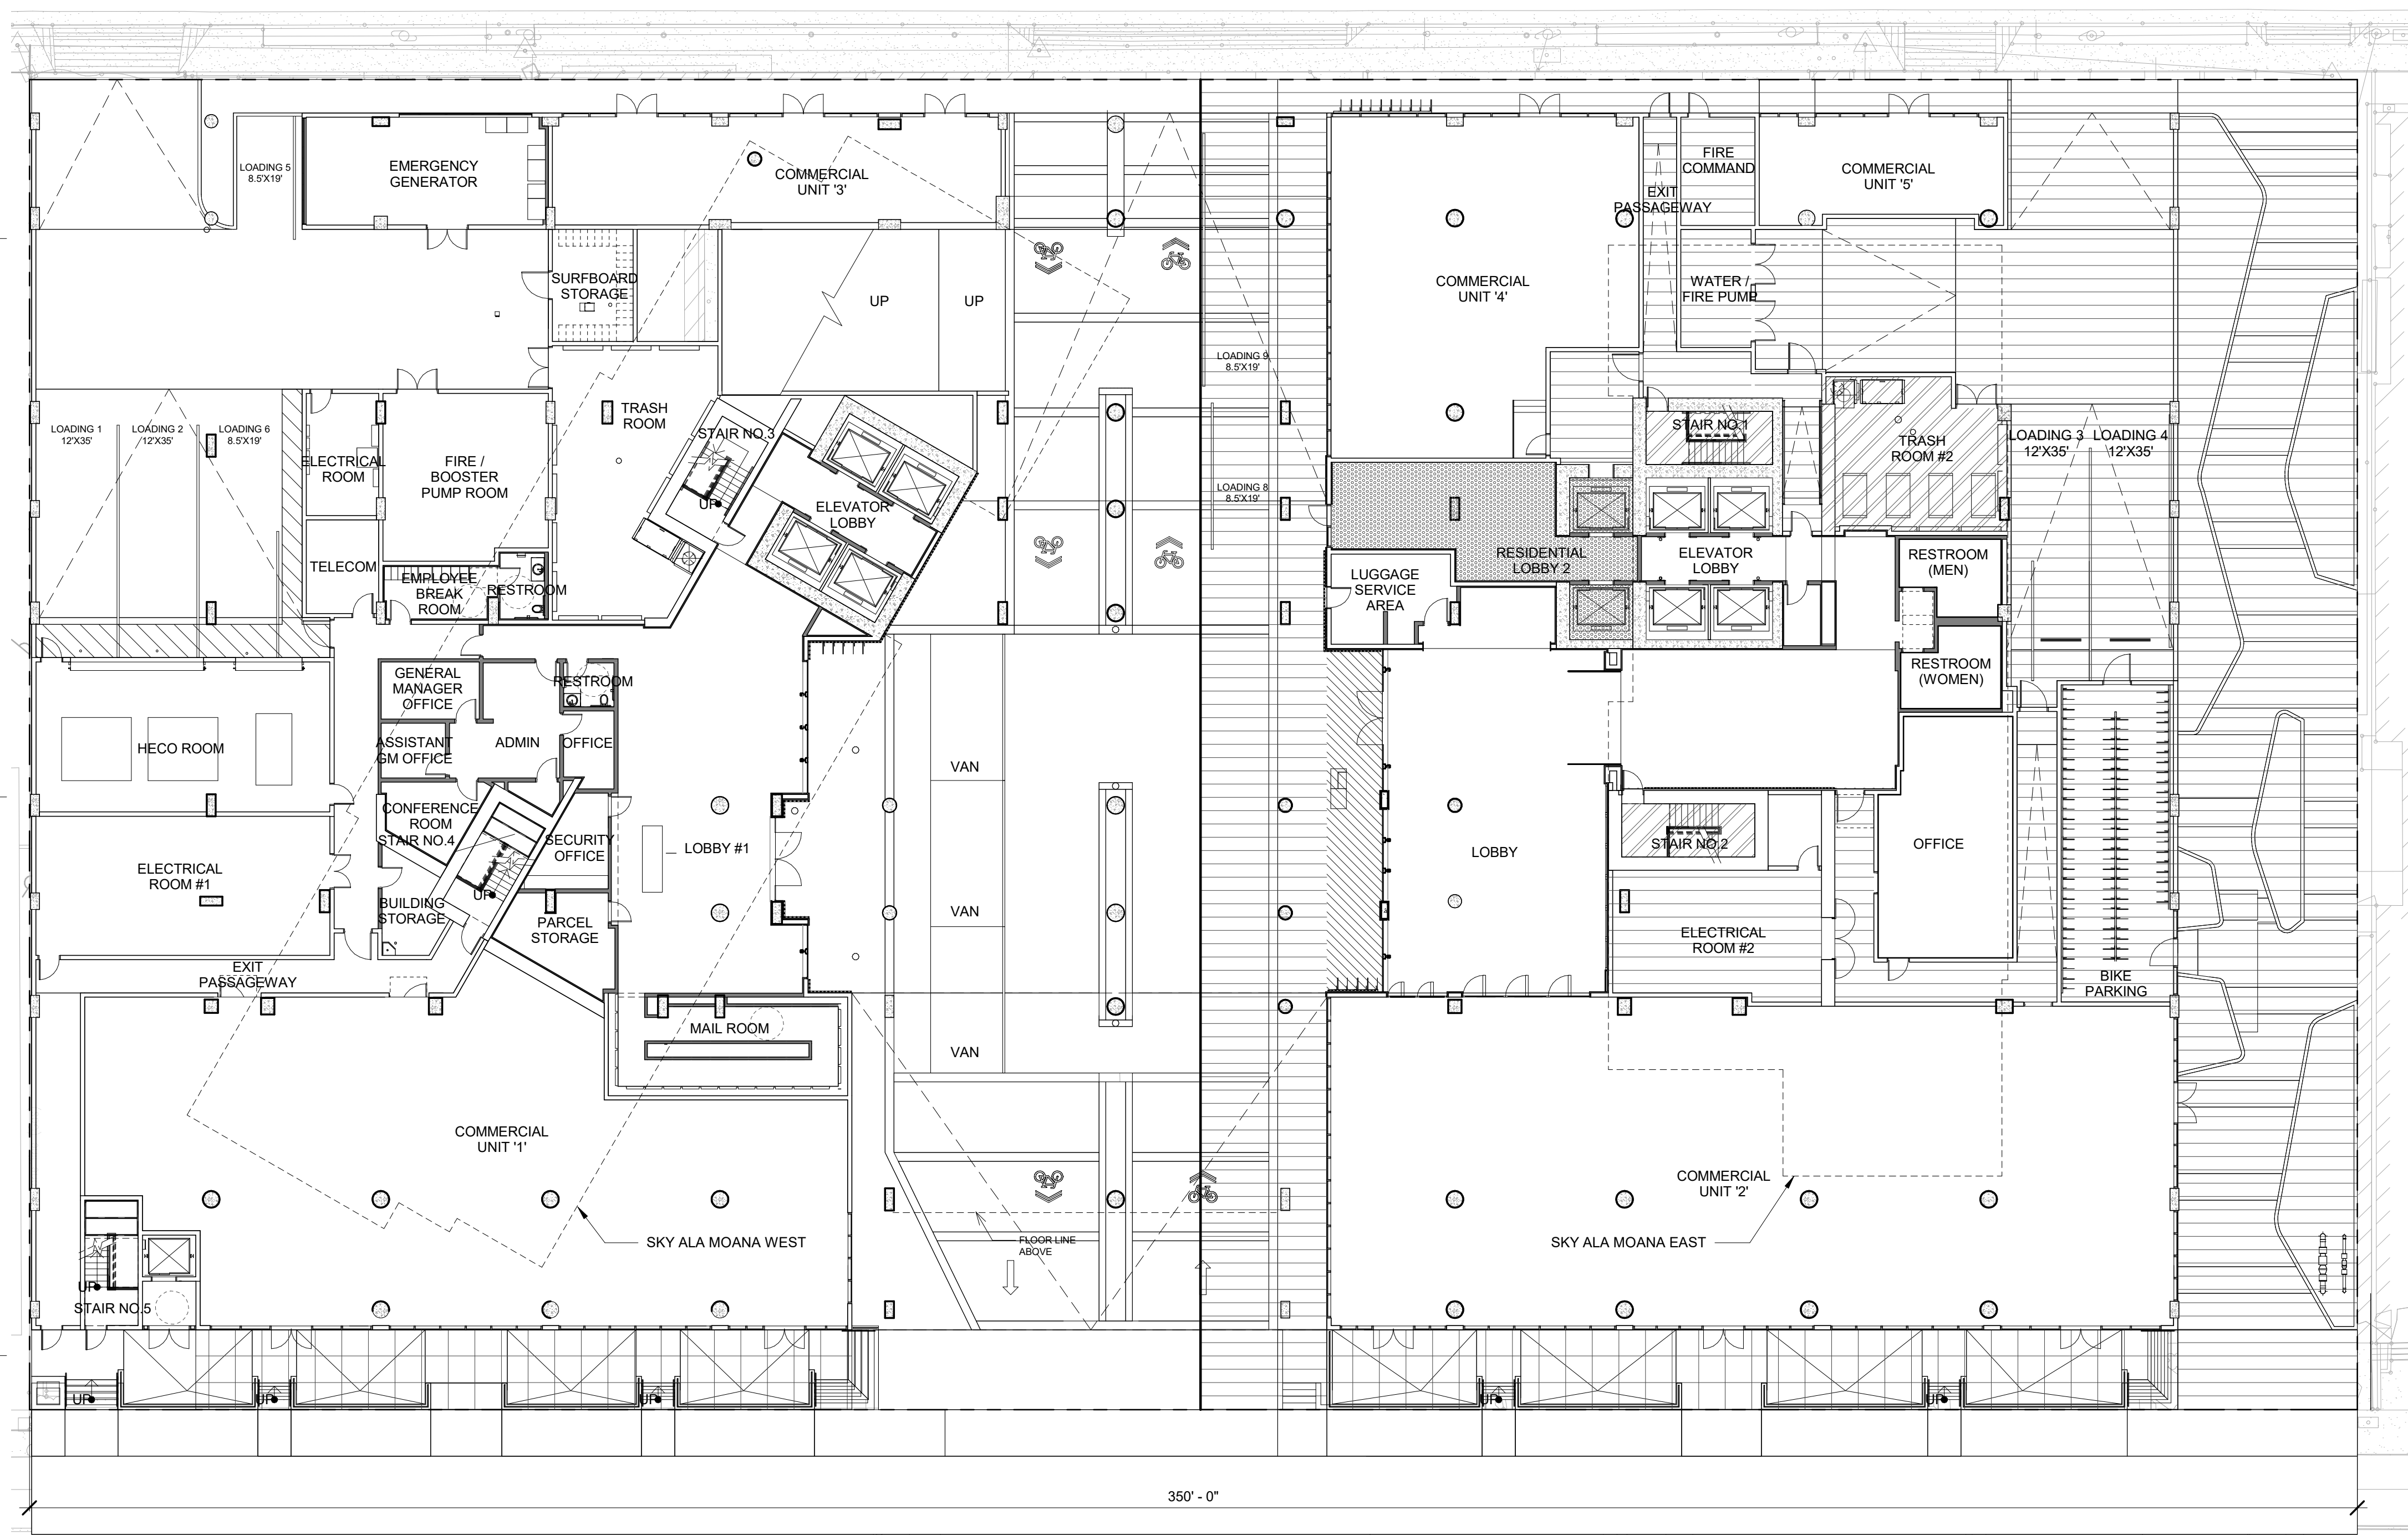 LOADING 5
8.5'X19'
EMERGENCY
GENERATOR
COMMERCIAL
UNIT '3'
FIRE
COMMAND
COMMERCIAL
UNIT '5'
EXIT
PASSAGEWAY
SURFBOARD
STORAGE
UP
UP
COMMERCIAL
UNIT '4'
WATER /
FIRE PUMP
LOADING 9
8.5'X19'
LOADING 1
12'X35'
LOADING 2
12'X35'
LOADING 6
8.5'X19'
TRASH
ROOM
STAIR NO.3
STAIR NO.1
TRASH
ROOM #2
LOADING 3
12'X35'
LOADING 4
12'X35'
ELECTRICAL
ROOM
FIRE /
BOOSTER
PUMP ROOM
UP
ELEVATOR
LOBBY
LOADING 8
8.5'X19'
RESIDENTIAL
LOBBY 2
ELEVATOR
LOBBY
RESTROOM
(MEN)
TELECOM
EMPLOYEE
BREAK
ROOM
RESTROOM
LUGGAGE
SERVICE
AREA
GENERAL
MANAGER
OFFICE
RESTROOM
RESTROOM
(WOMEN)
HECO ROOM
ASSISTANT
GM OFFICE
ADMIN
OFFICE
VAN
CONFERENCE
ROOM
STAIR NO.4
SECURITY
OFFICE
LOBBY #1
LOBBY
STAIR NO.2
OFFICE
ELECTRICAL
ROOM #1
UP
BUILDING
STORAGE
PARCEL
STORAGE
VAN
ELECTRICAL
ROOM #2
EXIT
PASSAGEWAY
BIKE
PARKING
MAIL ROOM
VAN
COMMERCIAL
UNIT '1'
COMMERCIAL
UNIT '2'
SKY ALA MOANA WEST
FLOOR LINE
ABOVE
SKY ALA MOANA EAST
UP
STAIR NO.5
UP
UP
UP
UP
UP
350' - 0"